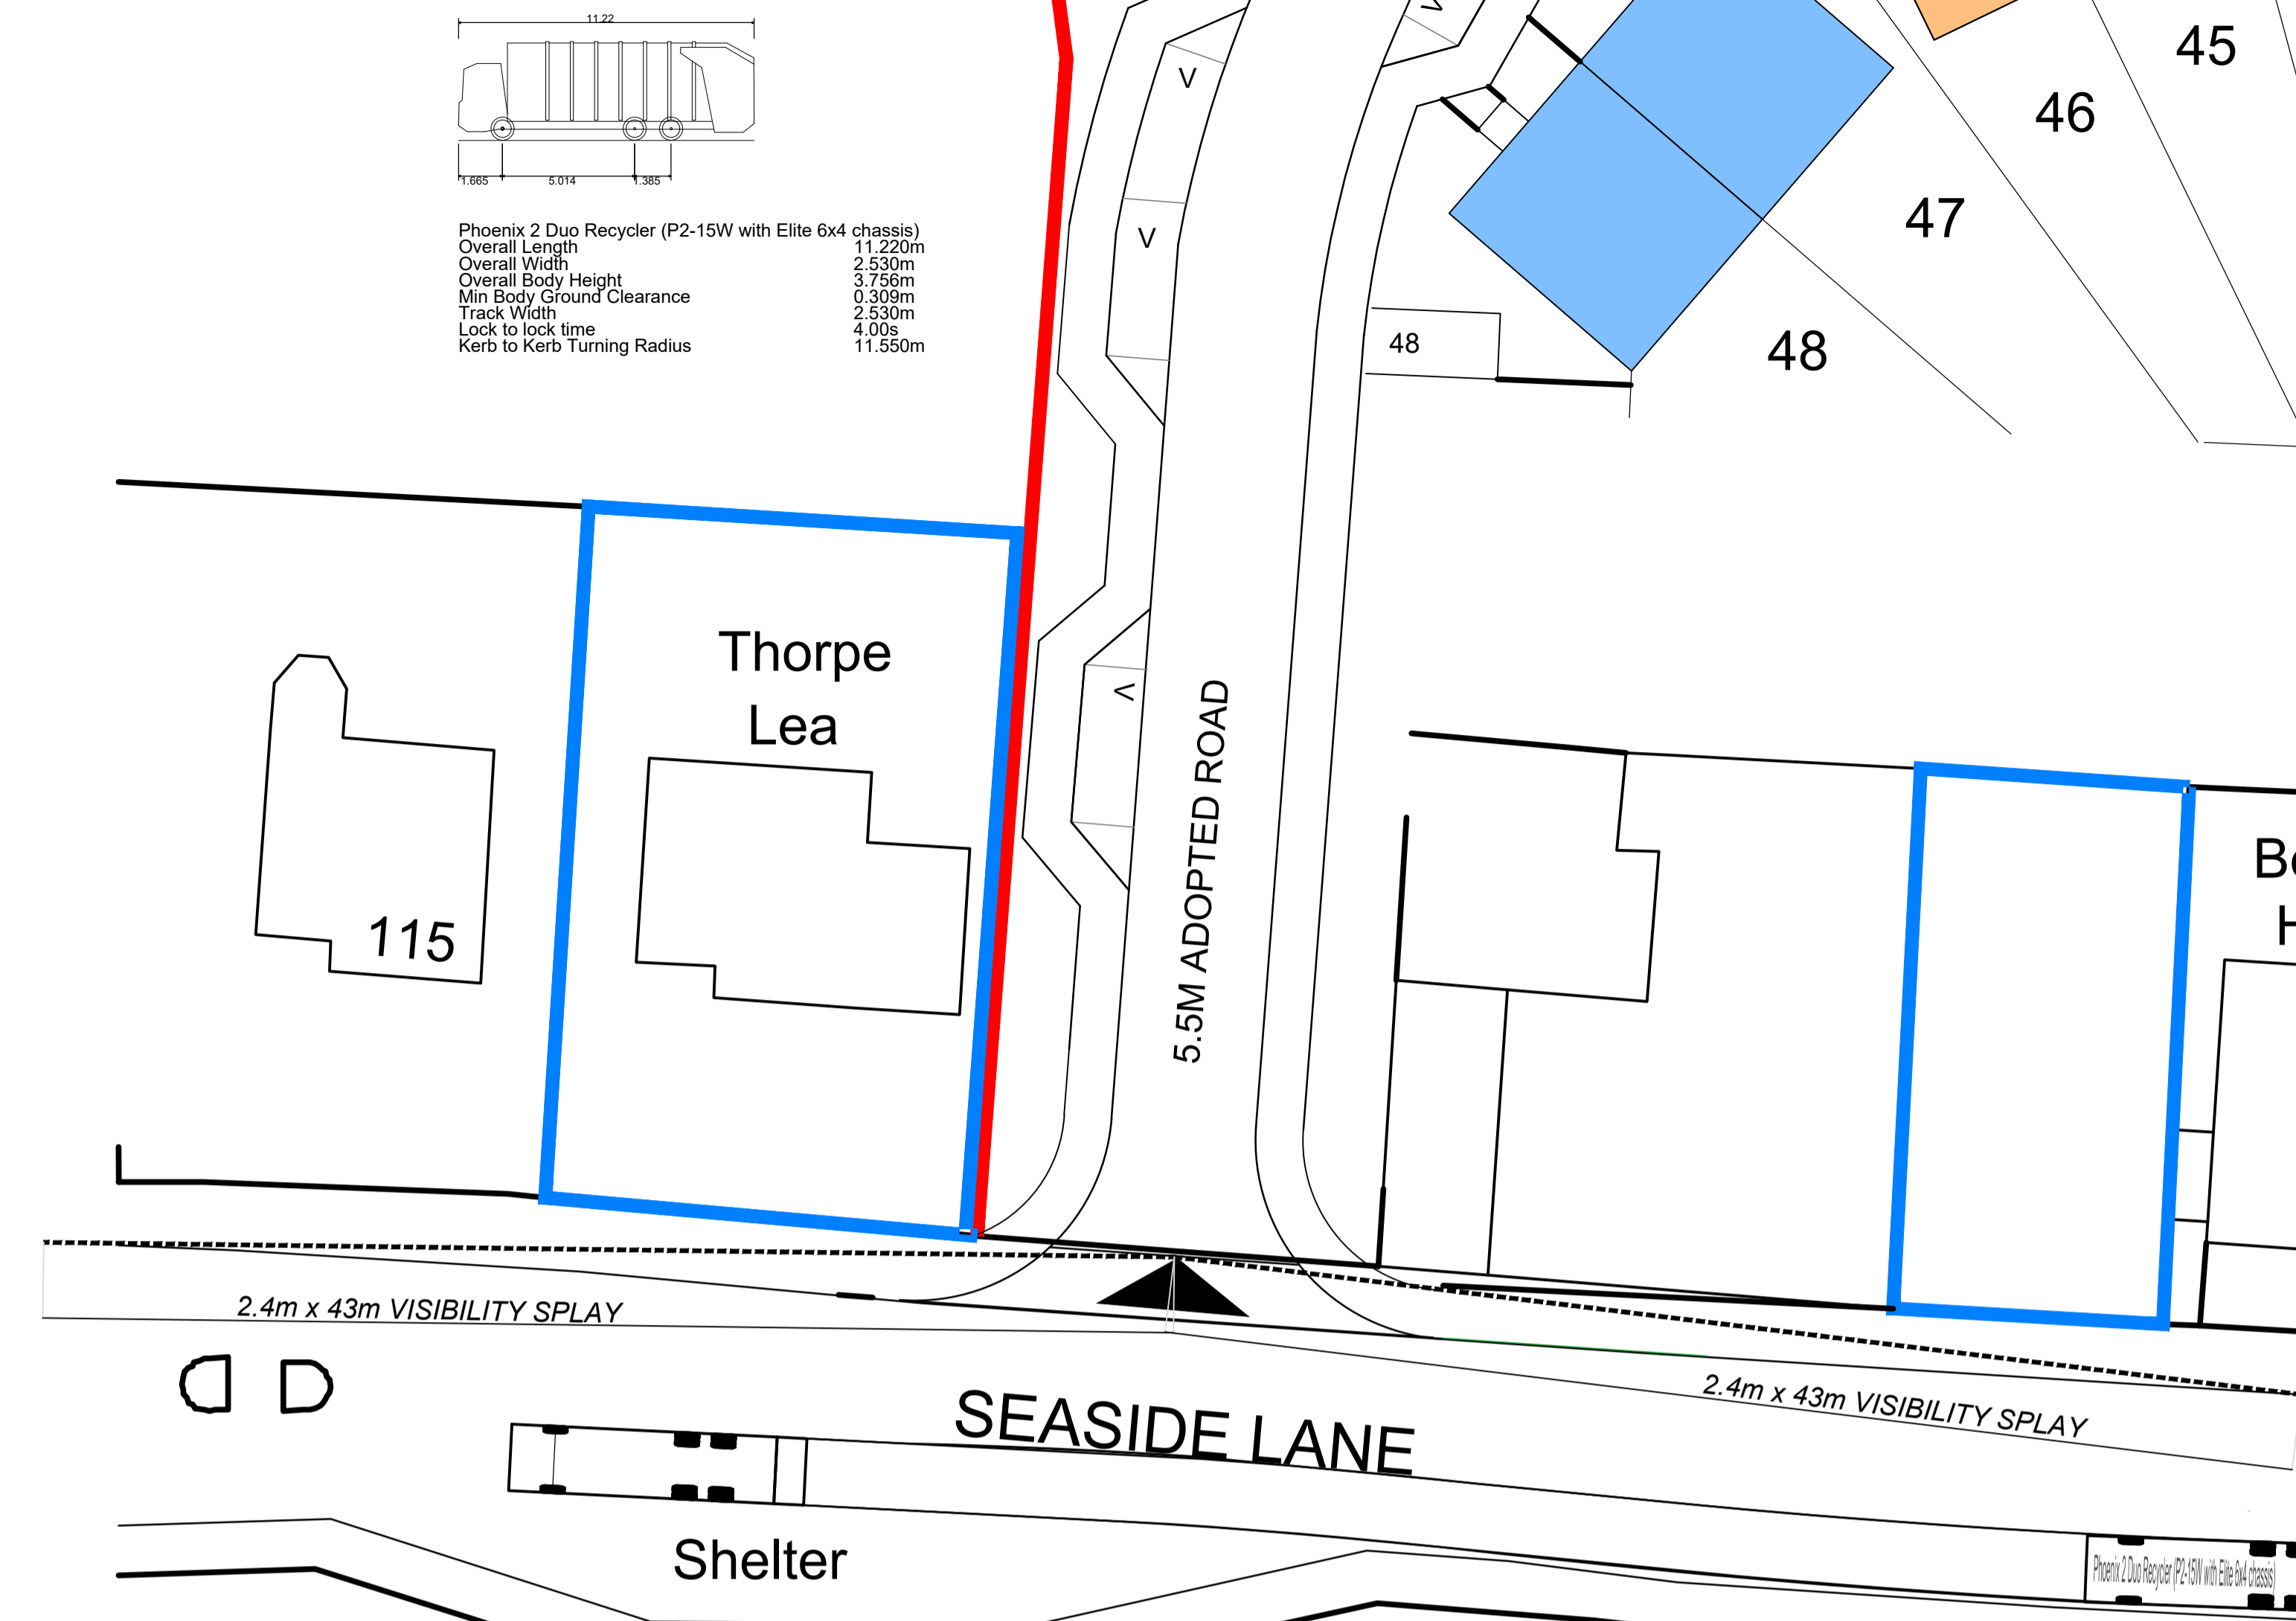 11.22
1.665
5.014
1.385
Phoenix 2 Duo Recycler (P2-15W with Elite 6x4 chassis)
Overall Length 11.220m
Overall Width 2.530m
Overall Body Height 3.756m
Min Body Ground Clearance 0.309m
Track Width 2.530m
Lock to lock time 4.00s
Kerb to Kerb Turning Radius 11.550m
V
V
V
V
45
46
47
48
48
Thorpe
Lea
115
5.5M ADOPTED ROAD
2.4m x 43m VISIBILITY SPLAY
2.4m x 43m VISIBILITY SPLAY
SEASIDE LANE
Shelter
Phoenix 2 Duo Recycler (P2-15W with Elite 6x4 chassis)